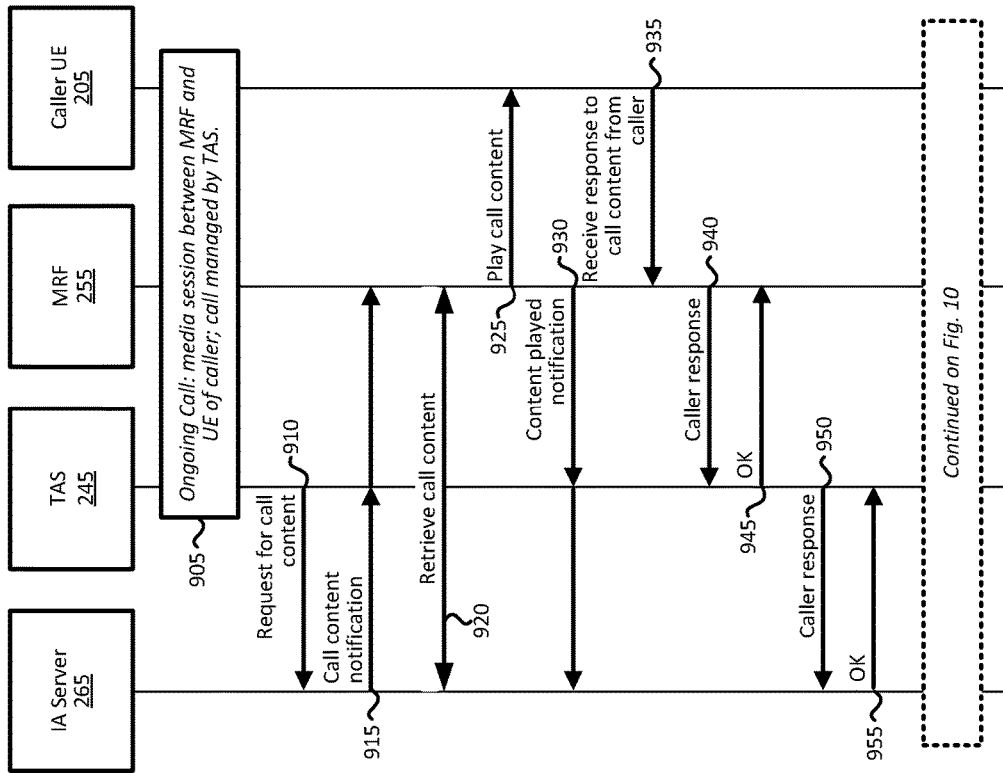 IA Server
265
TAS
245
MRF
255
Caller UE
205
Ongoing Call: media session between MRF and
UE of caller; call managed by TAS.
905
Request for call
content
910
Call content
notification
915
Retrieve call content
920
Play call content
925
Content played
notification
930
Receive response to
call content from
caller
935
Caller response
940
OK
945
Caller response
950
OK
955
Continued on Fig. 10